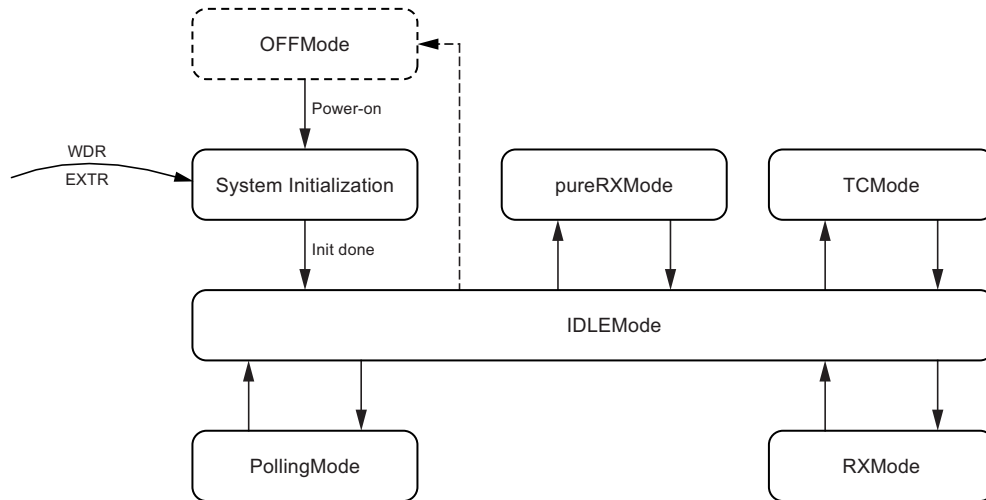 OFFMode
Power-on
WDR
EXTR
System Initialization
pureRXMode
TCMode
Init done
IDLEMode
PollingMode
RXMode